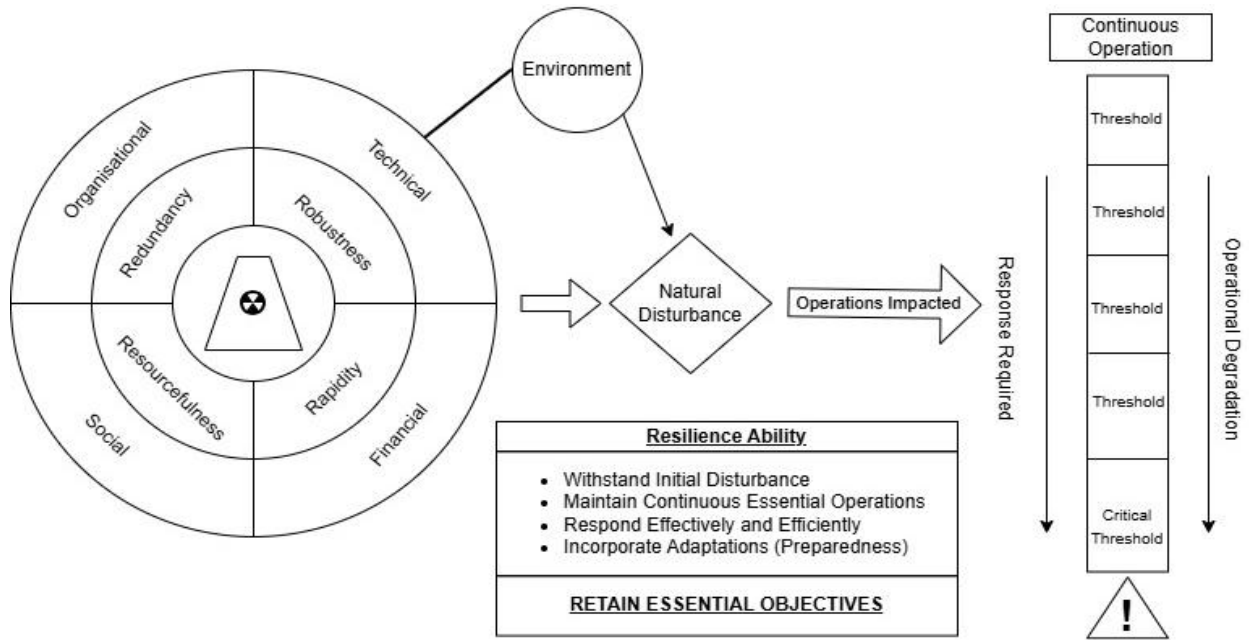 Organisational
Technical
Redundancy
Robustness
Resourcefulness
Rapidity
Social
Financial
Environment
Natural
Disturbance
Operations Impacted
Resilience Ability
Withstand Initial Disturbance
Maintain Continuous Essential Operations
Respond Effectively and Efficiently
Incorporate Adaptations (Preparedness)
RETAIN ESSENTIAL OBJECTIVES
Continuous
Operation
Response Required
Threshold
Threshold
Threshold
Threshold
Critical
Threshold
!
Operational Degradation